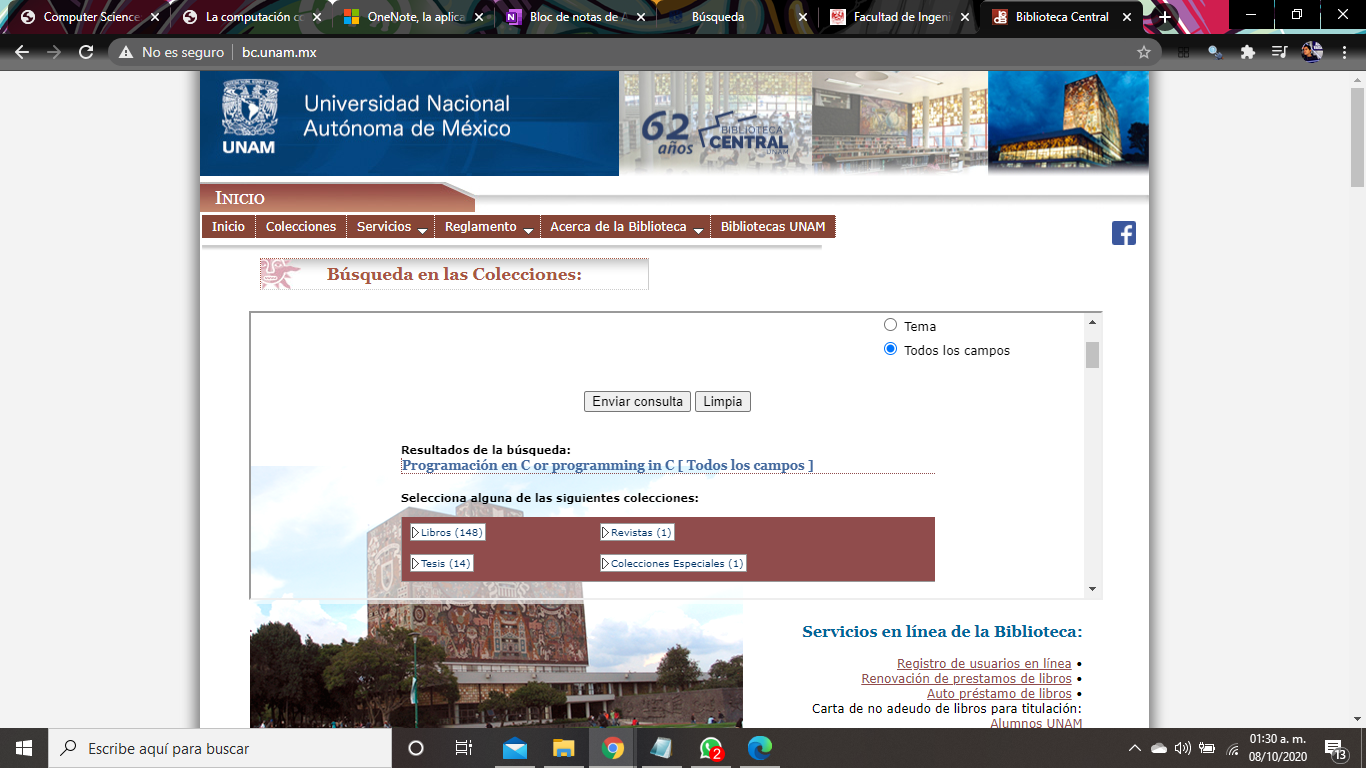 Computer Science
La computación co
OneNote, la aplica
Bloc de notas de A
Búsqueda
Facultad de Ingeni
Biblioteca Central
No es seguro
bc.unam.mx
UNAM
Universidad Nacional
Autónoma de México
62
años
BIBLIOTECA
CENTRAL
UNAM
INICIO
Inicio
Colecciones
Servicios
Reglamento
Acerca de la Biblioteca
Bibliotecas UNAM
Búsqueda en las Colecciones:
Tema
Todos los campos
Enviar consulta
Limpia
Resultados de la búsqueda:
Programación en C or programming in C [ Todos los campos ]
Selecciona alguna de las siguientes colecciones:
Libros (148)
Revistas (1)
Tesis (14)
Colecciones Especiales (1)
Servicios en línea de la Biblioteca:
Registro de usuarios en línea •
Renovación de prestamos de libros •
Auto préstamo de libros •
Carta de no adeudo de libros para titulación:
Alumnos UNAM
Escribe aquí para buscar
2
01:30 a. m.
08/10/2020
13